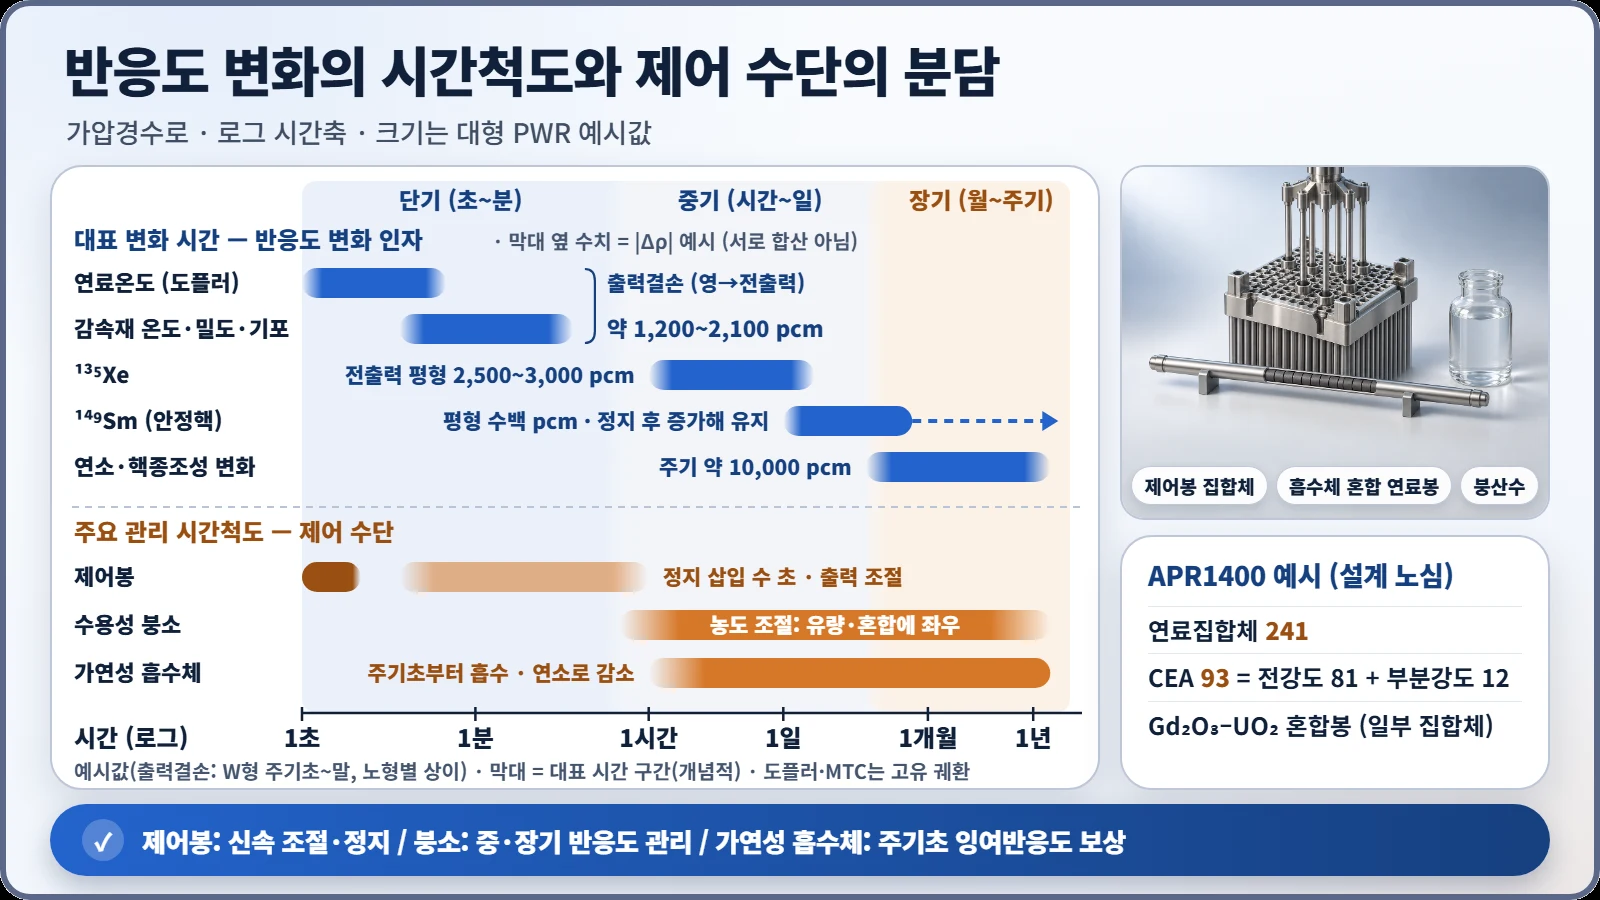 반응도 변화의 시간척도와 제어 수단의 분담
가압경수로 · 로그 시간축 · 크기는 대형 PWR 예시값
단기 (초~분)
중기 (시간~일)
장기 (월~주기)
대표 변화 시간 — 반응도 변화 인자
· 막대 옆 수치 = |Δρ| 예시 (서로 합산 아님)
연료온도 (도플러)
출력결손 (영→전출력)
감속재 온도·밀도·기포
약 1,200~2,100 pcm
¹³⁵Xe
전출력 평형 2,500~3,000 pcm
¹⁴⁹Sm (안정핵)
평형 수백 pcm · 정지 후 증가해 유지
연소·핵종조성 변화
주기 약 10,000 pcm
주요 관리 시간척도 — 제어 수단
제어봉
정지 삽입 수 초 · 출력 조절
수용성 붕소
농도 조절: 유량·혼합에 좌우
가연성 흡수체
주기초부터 흡수 · 연소로 감소
시간 (로그)
1초
1분
1시간
1일
1개월
1년
예시값(출력결손: W형 주기초~말, 노형별 상이) · 막대 = 대표 시간 구간(개념적) · 도플러·MTC는 고유 궤환
제어봉 집합체
흡수체 혼합 연료봉
붕산수
APR1400 예시 (설계 노심)
연료집합체 241
CEA 93 = 전강도 81 + 부분강도 12
Gd₂O₃–UO₂ 혼합봉 (일부 집합체)
✓ 제어봉: 신속 조절·정지 / 붕소: 중·장기 반응도 관리 / 가연성 흡수체: 주기초 잉여반응도 보상